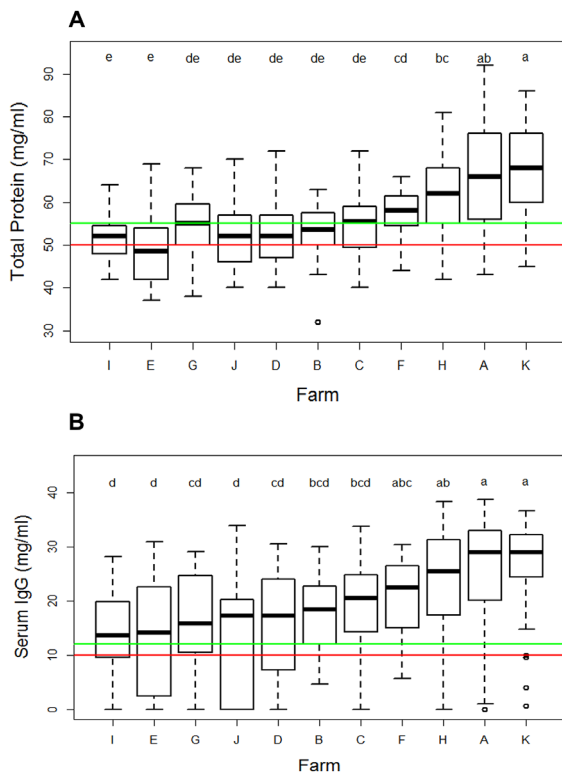 A
e e de de de de de cd bc ab a
Total Protein (mg/ml)
90
80
70
60
50
40
30
I E G J D B C F H A K
Farm
B
d d cd d cd bcd bcd abc ab a a
Serum IgG (mg/ml)
40
30
20
10
0
I E G J D B C F H A K
Farm